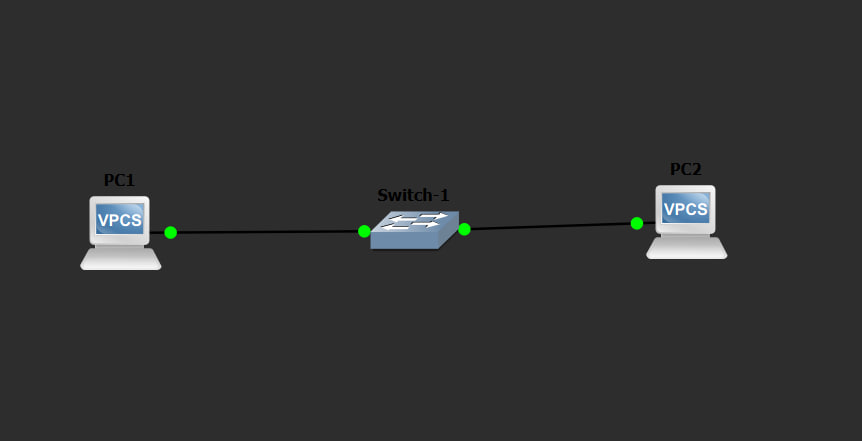 PC1
VPCS
Switch-1
PC2
VPCS